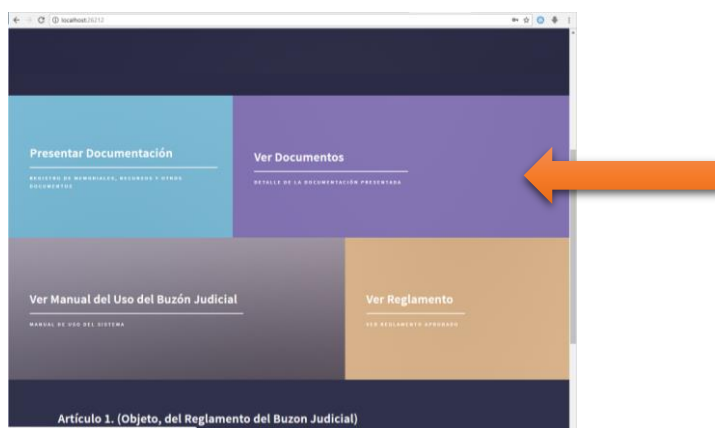 localhost:26212
Presentar Documentación
REGISTRO DE MEMORIALES, RECURSOS Y OTROS
DOCUMENTOS
Ver Documentos
DETALLE DE LA DOCUMENTACIÓN PRESENTADA
Ver Manual del Uso del Buzón Judicial
MANUAL DE USO DEL SISTEMA
Ver Reglamento
VER REGLAMENTO APROBADO
Artículo 1. (Objeto, del Reglamento del Buzon Judicial)